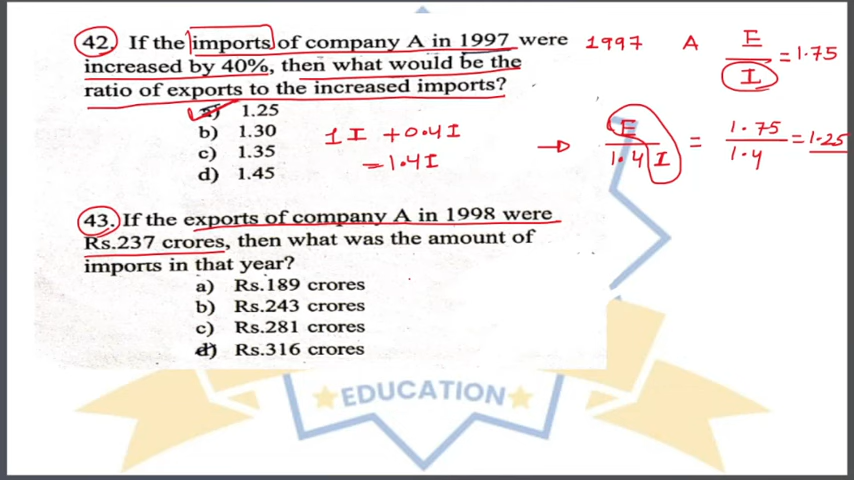 42. If the imports of company A in 1997 were
increased by 40%, then what would be the
ratio of exports to the increased imports?
a) 1.25
b) 1.30
c) 1.35
d) 1.45
1I + 0.4I
= 1.4I
1997 A E/I = 1.75
→ E/1.4 I = 1.75/1.4 = 1.25
43. If the exports of company A in 1998 were
Rs.237 crores, then what was the amount of
imports in that year?
a) Rs.189 crores
b) Rs.243 crores
c) Rs.281 crores
d) Rs.316 crores
EDUCATION